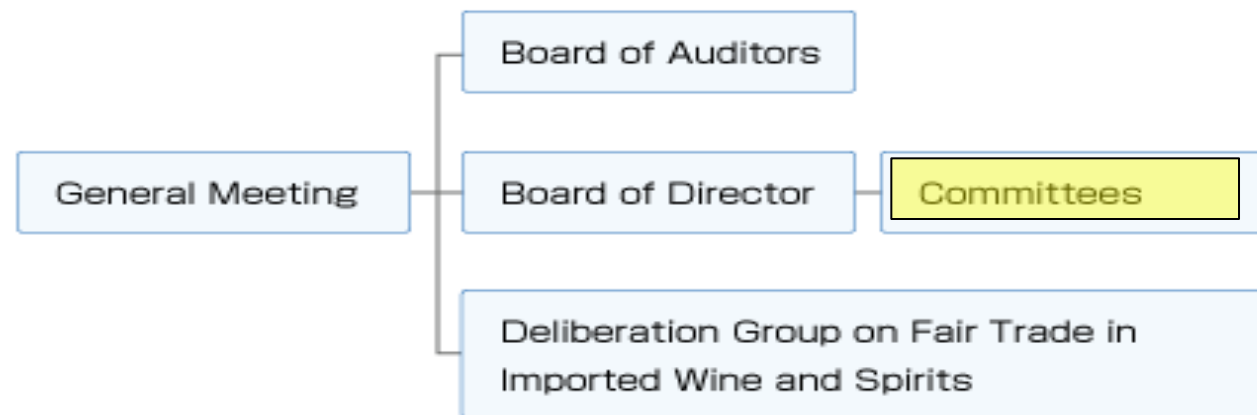 Board of Auditors
General Meeting
Board of Director
Committees
Deliberation Group on Fair Trade in
Imported Wine and Spirits